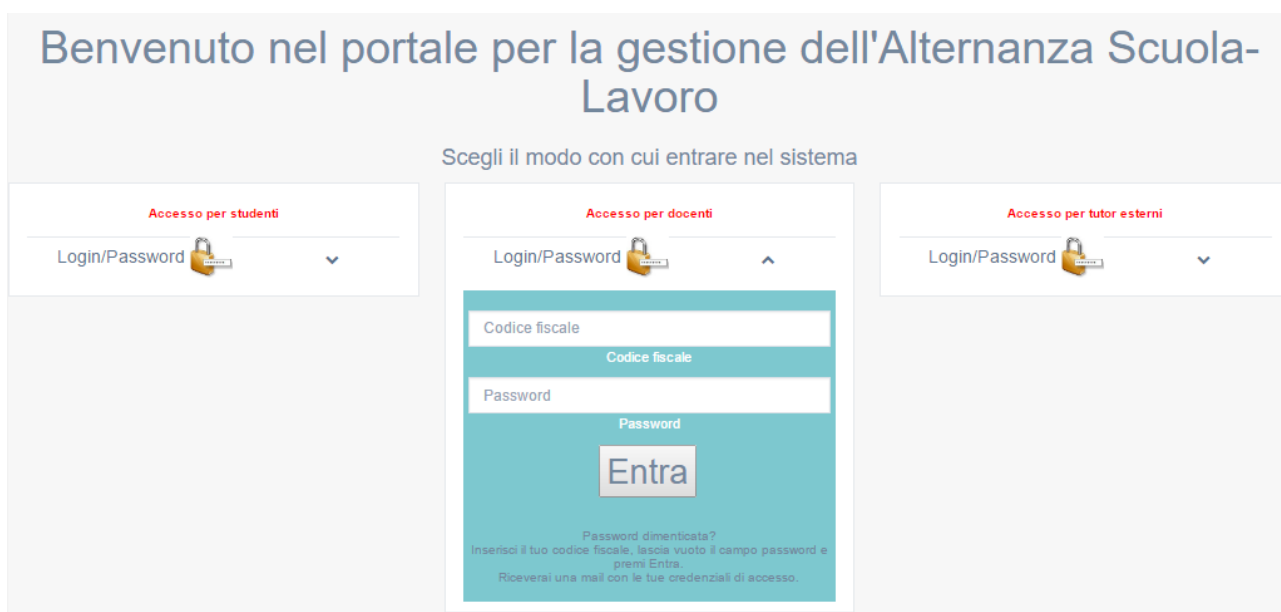 Benvenuto nel portale per la gestione dell'Alternanza Scuola-
Lavoro
Scegli il modo con cui entrare nel sistema
Accesso per studenti
Login/Password
Accesso per docenti
Login/Password
Codice fiscale
Codice fiscale
Password
Password
Entra
Password dimenticata?
Inserisci il tuo codice fiscale, lascia vuoto il campo password e
premi Entra.
Riceverai una mail con le tue credenziali di accesso.
Accesso per tutor esterni
Login/Password